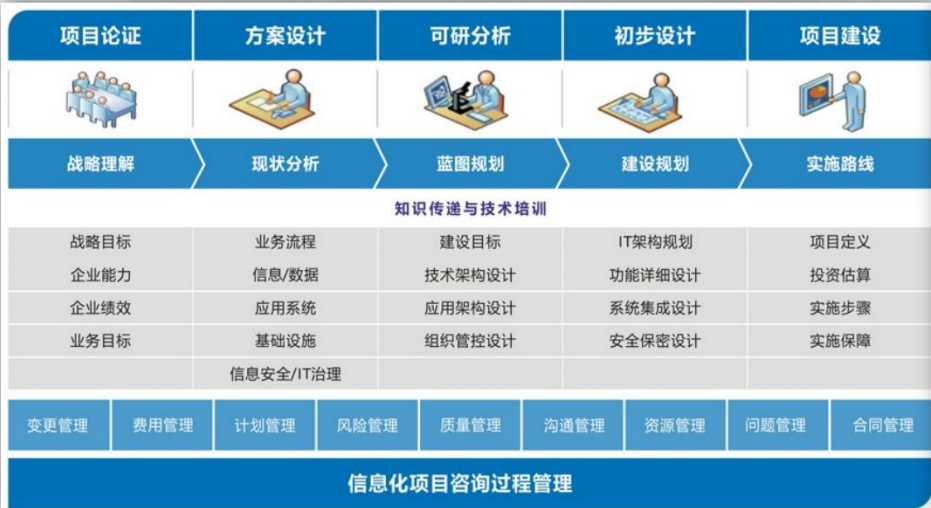 项目论证 方案设计 可研分析 初步设计 项目建设
战略理解 现状分析 蓝图规划 建设规划 实施路线
知识传递与技术培训
战略目标 业务流程 建设目标 IT架构规划 项目定义
企业能力 信息/数据 技术架构设计 功能详细设计 投资估算
企业绩效 应用系统 应用架构设计 系统集成设计 实施步骤
业务目标 基础设施 组织管控设计 安全保密设计 实施保障
信息安全/IT治理
变更管理 费用管理 计划管理 风险管理 质量管理 沟通管理 资源管理 问题管理 合同管理
信息化项目咨询过程管理